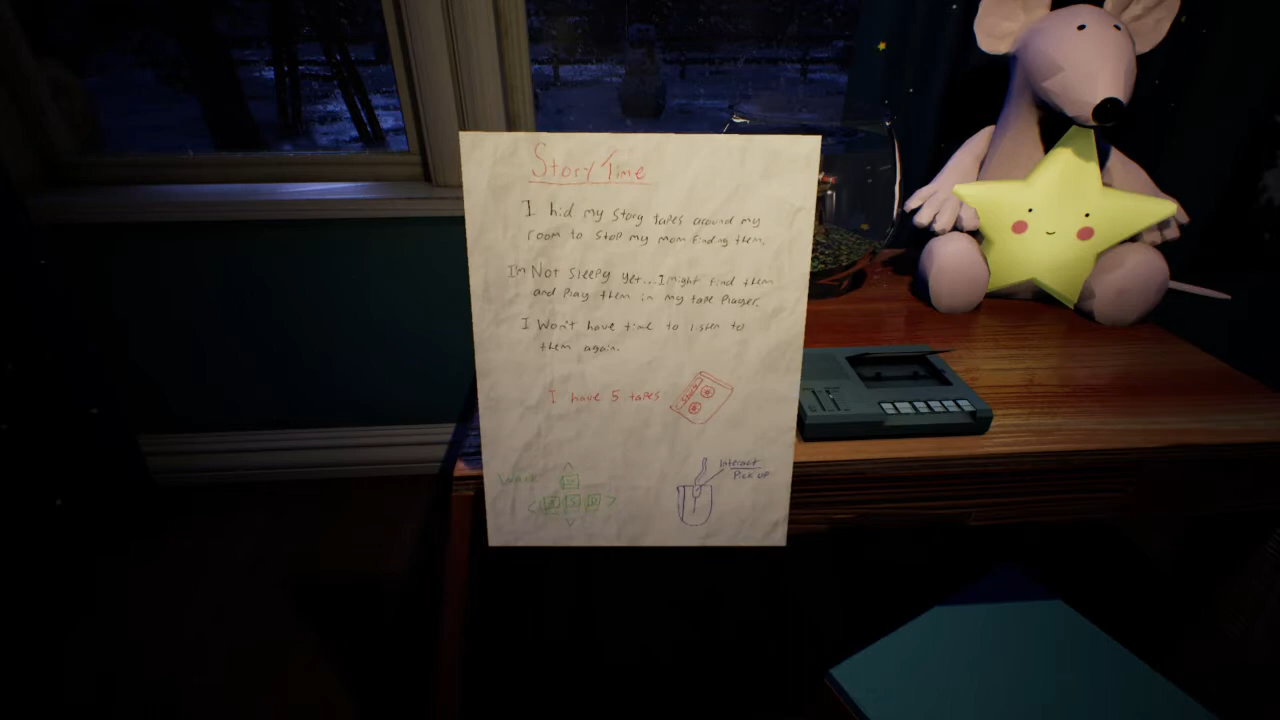 Story Time
I hid my story tapes around my
room to stop my mom finding them.
I'm Not sleepy yet...I might find them
and play them in my tape player.
I Won't have time to listen to
them again.
I have 5 tapes
Story
Interact
Pick up
Walk
W
A S D